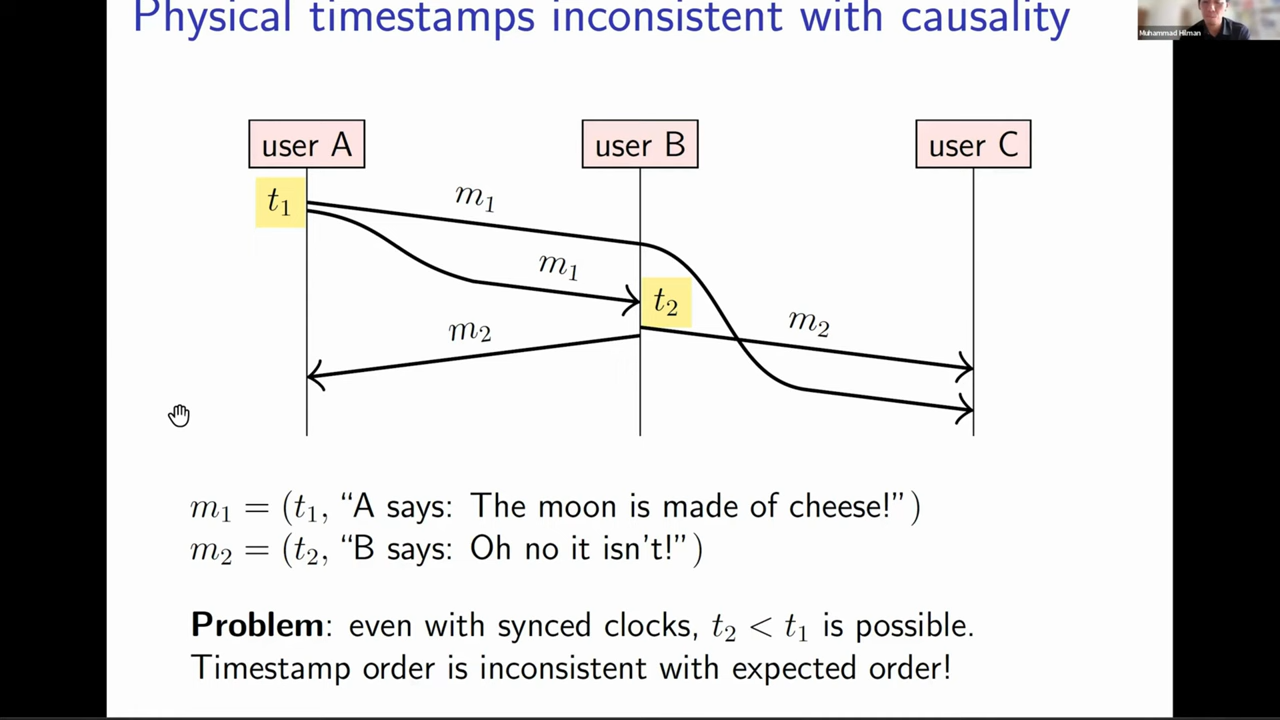 Physical timestamps inconsistent with causality
Muhammad Hilman
user A
user B
user C
t₁
m₁
m₁
t₂
m₂
m₂
m₁ = (t₁, “A says: The moon is made of cheese!”)
m₂ = (t₂, “B says: Oh no it isn't!”)
Problem: even with synced clocks, t₂ < t₁ is possible.
Timestamp order is inconsistent with expected order!